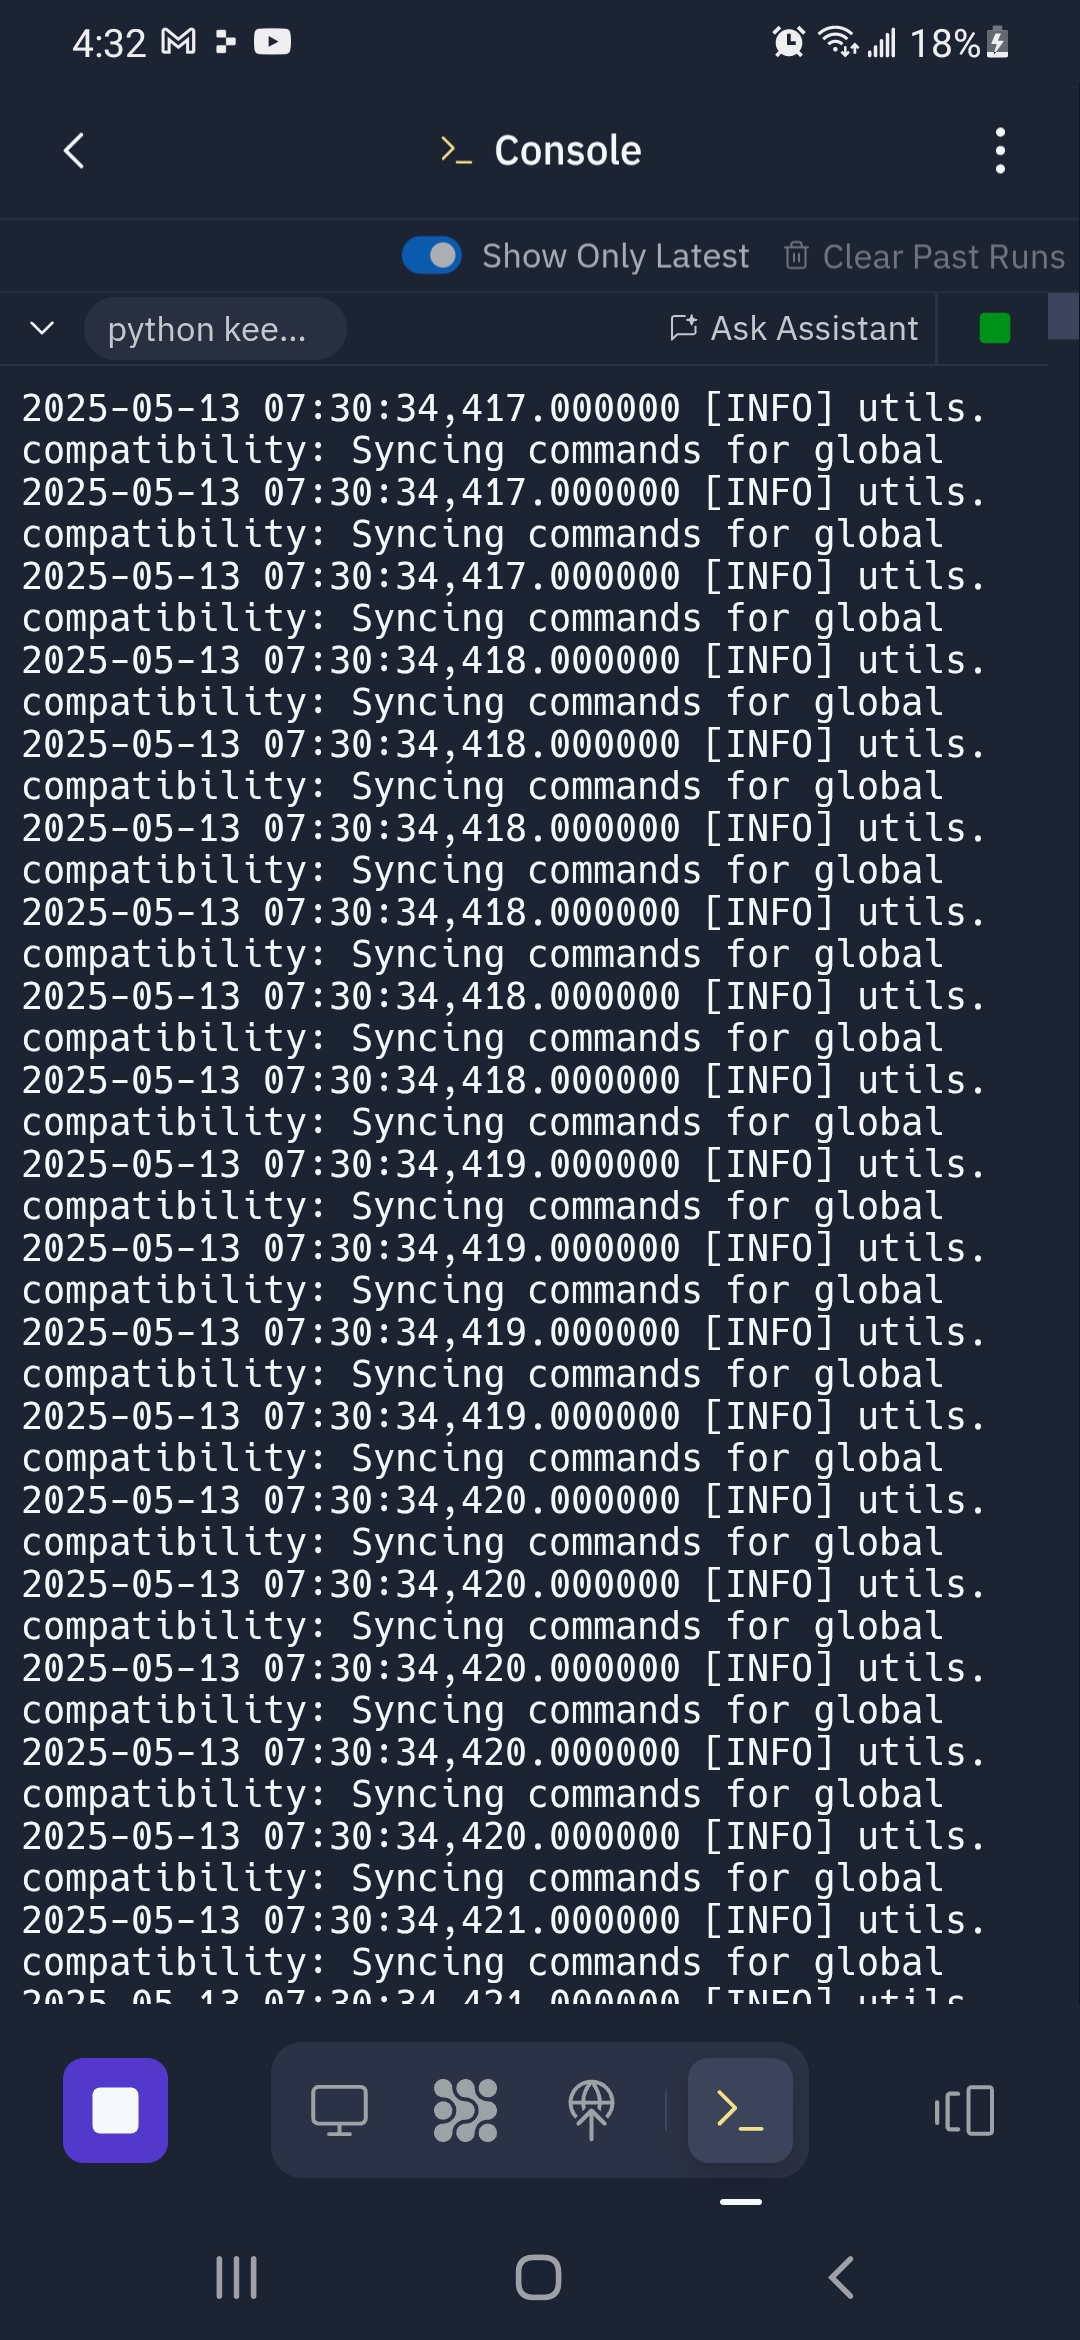 4:32
18%
Console
Show Only Latest
Clear Past Runs
python kee...
Ask Assistant
2025-05-13 07:30:34,417.000000 [INFO] utils.
compatibility: Syncing commands for global
2025-05-13 07:30:34,417.000000 [INFO] utils.
compatibility: Syncing commands for global
2025-05-13 07:30:34,417.000000 [INFO] utils.
compatibility: Syncing commands for global
2025-05-13 07:30:34,418.000000 [INFO] utils.
compatibility: Syncing commands for global
2025-05-13 07:30:34,418.000000 [INFO] utils.
compatibility: Syncing commands for global
2025-05-13 07:30:34,418.000000 [INFO] utils.
compatibility: Syncing commands for global
2025-05-13 07:30:34,418.000000 [INFO] utils.
compatibility: Syncing commands for global
2025-05-13 07:30:34,418.000000 [INFO] utils.
compatibility: Syncing commands for global
2025-05-13 07:30:34,418.000000 [INFO] utils.
compatibility: Syncing commands for global
2025-05-13 07:30:34,419.000000 [INFO] utils.
compatibility: Syncing commands for global
2025-05-13 07:30:34,419.000000 [INFO] utils.
compatibility: Syncing commands for global
2025-05-13 07:30:34,419.000000 [INFO] utils.
compatibility: Syncing commands for global
2025-05-13 07:30:34,419.000000 [INFO] utils.
compatibility: Syncing commands for global
2025-05-13 07:30:34,420.000000 [INFO] utils.
compatibility: Syncing commands for global
2025-05-13 07:30:34,420.000000 [INFO] utils.
compatibility: Syncing commands for global
2025-05-13 07:30:34,420.000000 [INFO] utils.
compatibility: Syncing commands for global
2025-05-13 07:30:34,420.000000 [INFO] utils.
compatibility: Syncing commands for global
2025-05-13 07:30:34,420.000000 [INFO] utils.
compatibility: Syncing commands for global
2025-05-13 07:30:34,421.000000 [INFO] utils.
compatibility: Syncing commands for global
2025-05-13 07:30:34,421.000000 [INFO] utils.